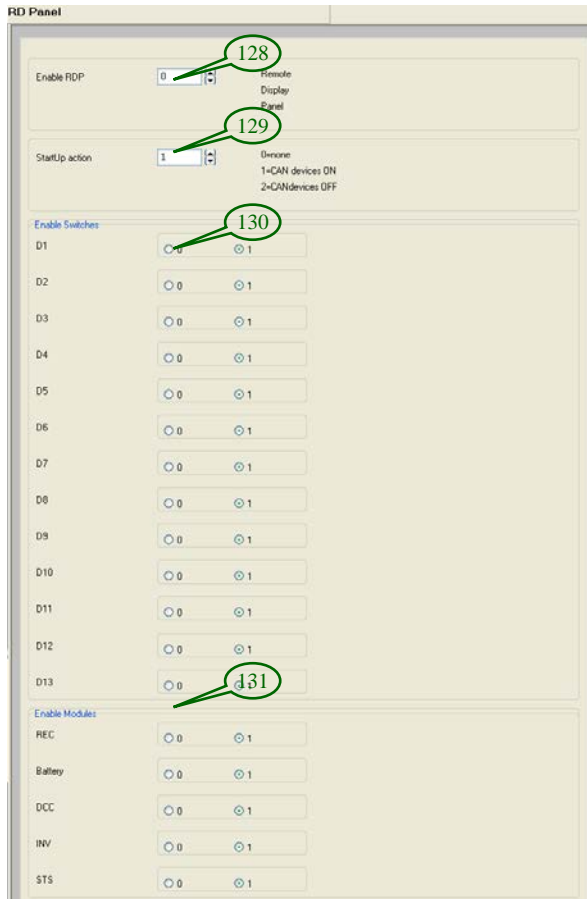 RD Panel
128
Enable RDP 0 Remote
Display
Panel
129
StartUp action 1 0=none
1=CAN devices ON
2=CANdevices OFF
Enable Switches
130
D1 0 1
D2 0 1
D3 0 1
D4 0 1
D5 0 1
D6 0 1
D7 0 1
D8 0 1
D9 0 1
D10 0 1
D11 0 1
D12 0 1
D13 0 1
131
Enable Modules
REC 0 1
Battery 0 1
DCC 0 1
INV 0 1
STS 0 1